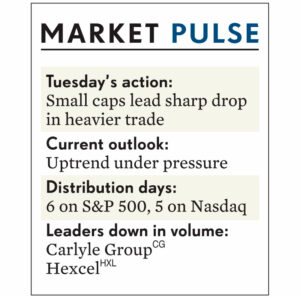 MARKET PULSE
Tuesday's action:
Small caps lead sharp drop
in heavier trade
Current outlook:
Uptrend under pressure
Distribution days:
6 on S&P 500, 5 on Nasdaq
Leaders down in volume:
Carlyle Group CG
Hexcel HXL